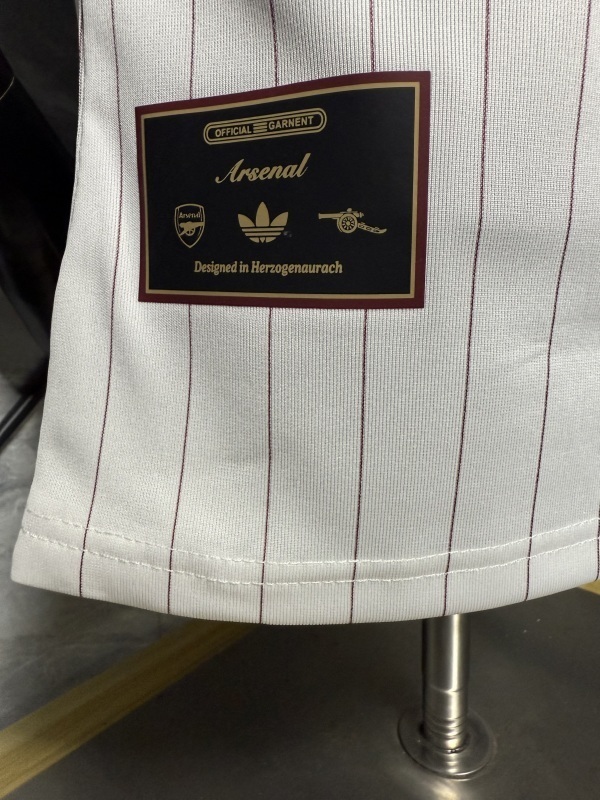 OFFICIAL GARNENT
Arsenal
Arsenal
Designed in Herzogenaurach